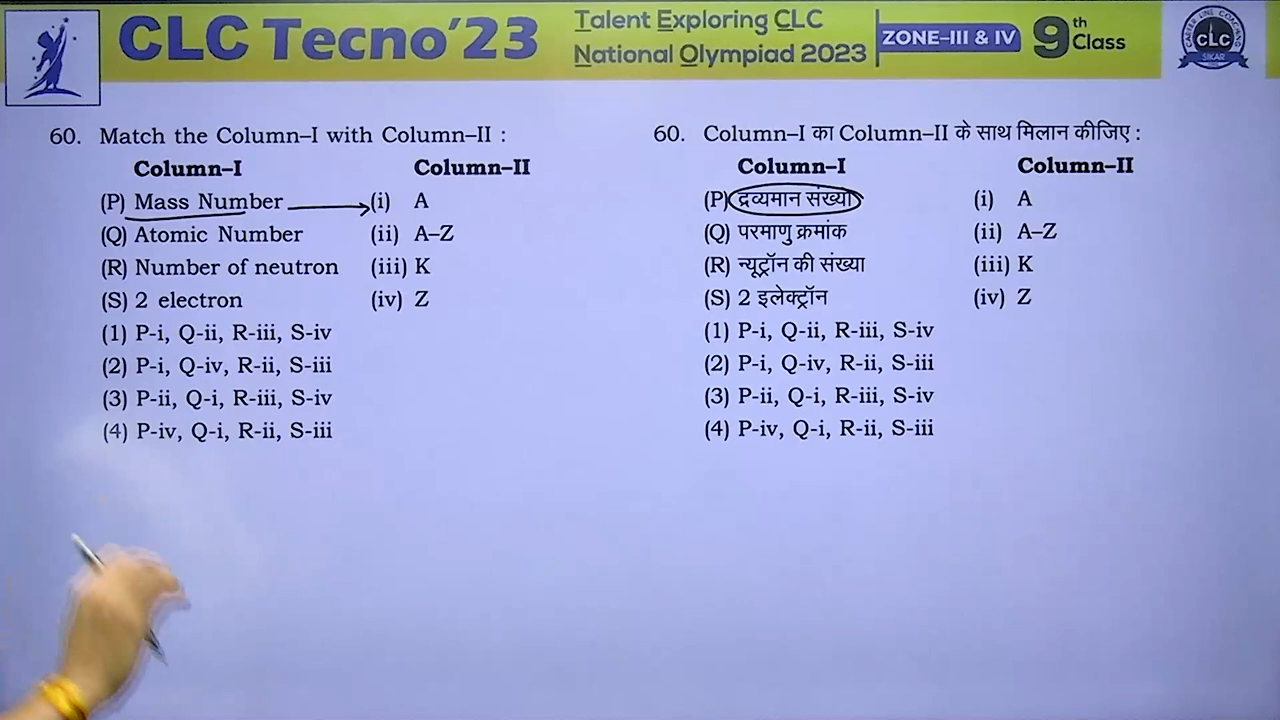 CLC Tecno'23
Talent Exploring CLC
National Olympiad 2023
ZONE–III & IV
9th Class
CLC
SIKAR
60. Match the Column–I with Column–II :
Column–I Column–II
(P) Mass Number (i) A
(Q) Atomic Number (ii) A–Z
(R) Number of neutron (iii) K
(S) 2 electron (iv) Z
(1) P-i, Q-ii, R-iii, S-iv
(2) P-i, Q-iv, R-ii, S-iii
(3) P-ii, Q-i, R-iii, S-iv
(4) P-iv, Q-i, R-ii, S-iii
60. Column–I का Column–II के साथ मिलान कीजिए :
Column–I Column–II
(P) द्रव्यमान संख्या (i) A
(Q) परमाणु क्रमांक (ii) A–Z
(R) न्यूट्रॉन की संख्या (iii) K
(S) 2 इलेक्ट्रॉन (iv) Z
(1) P-i, Q-ii, R-iii, S-iv
(2) P-i, Q-iv, R-ii, S-iii
(3) P-ii, Q-i, R-iii, S-iv
(4) P-iv, Q-i, R-ii, S-iii